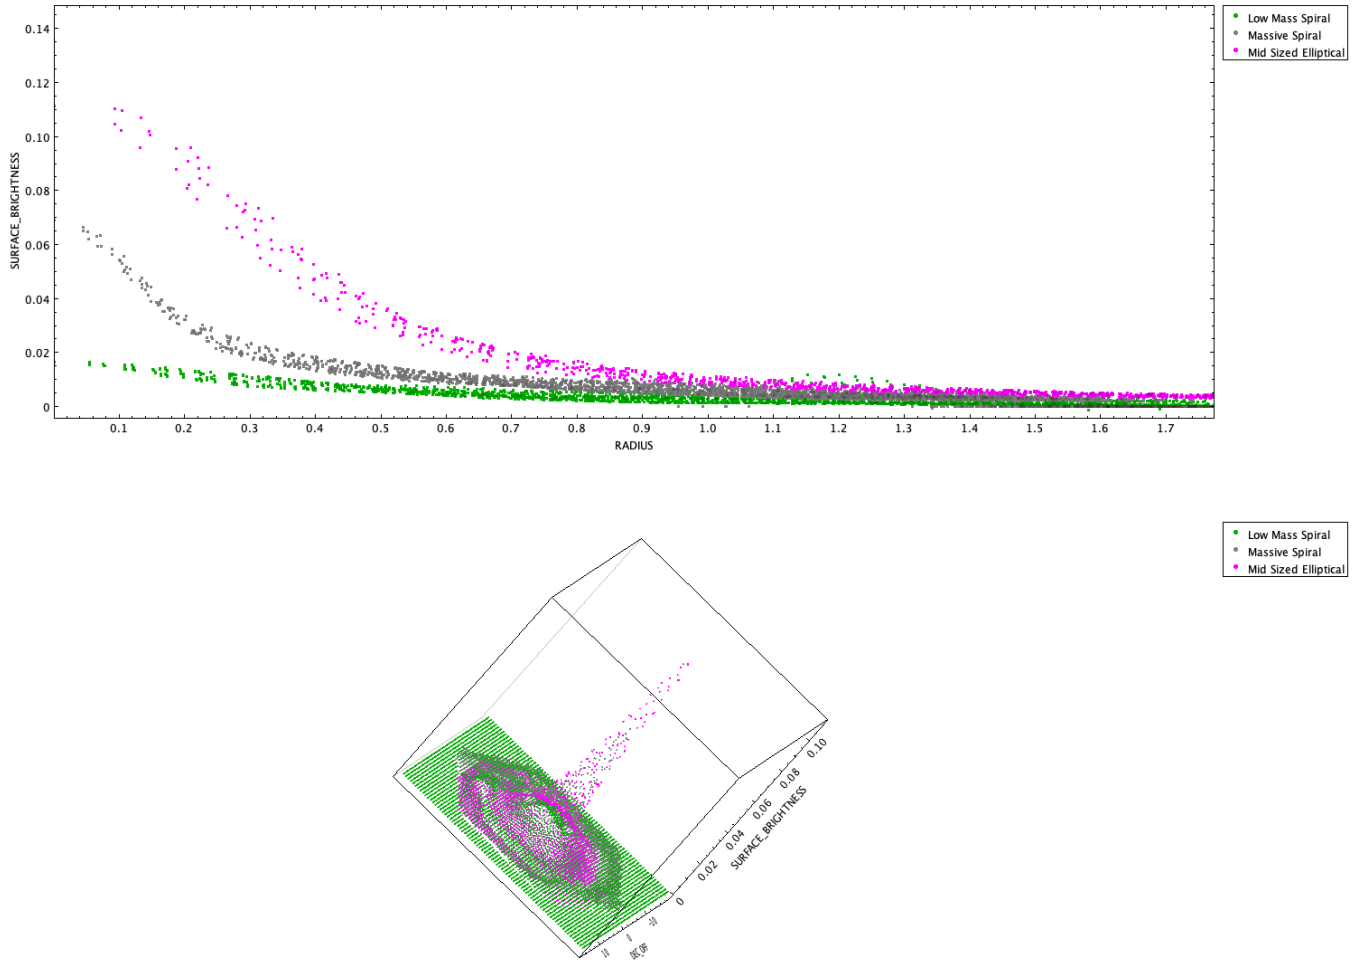 0.14
0.12
0.10
0.08
0.06
0.04
0.02
0
SURFACE_BRIGHTNESS
0.1 0.2 0.3 0.4 0.5 0.6 0.7 0.8 0.9 1.0 1.1 1.2 1.3 1.4 1.5 1.6 1.7
RADIUS
Low Mass Spiral
Massive Spiral
Mid Sized Elliptical
Low Mass Spiral
Massive Spiral
Mid Sized Elliptical
0.10
0.08
0.06
0.04
0.02
0
SURFACE_BRIGHTNESS
10 0 -10
DEC_OFF